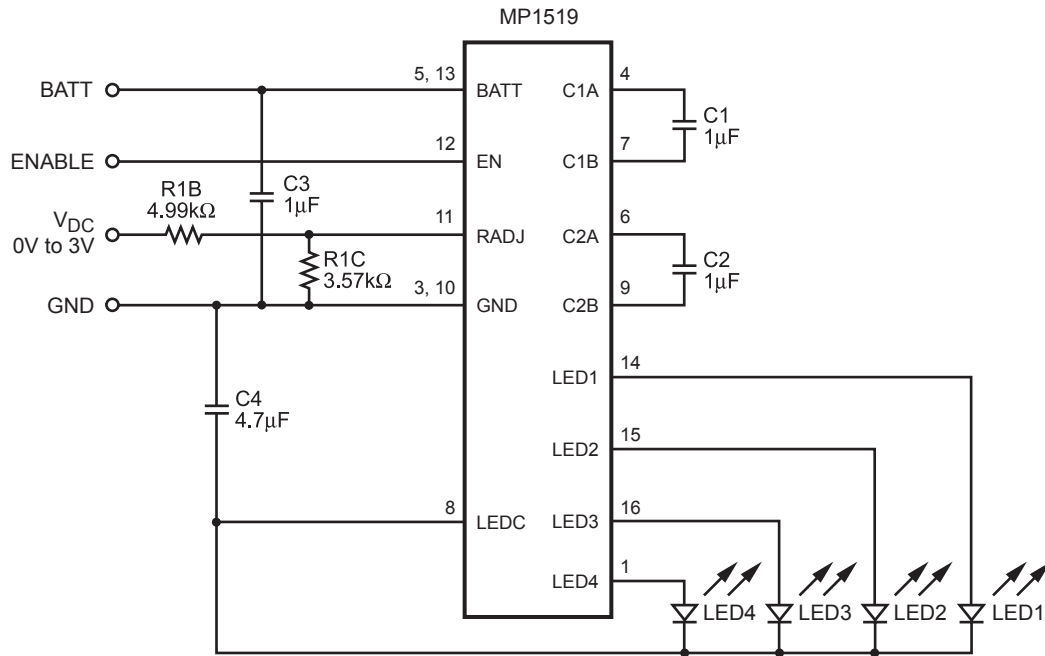 MP1519
BATT
5, 13
BATT
C1A
4
C1
1µF
ENABLE
12
EN
C1B
7
R1B
4.99kΩ
C3
1µF
VDC
0V to 3V
11
RADJ
C2A
6
R1C
3.57kΩ
C2
1µF
GND
3, 10
GND
C2B
9
LED1
14
C4
4.7µF
LED2
15
8
LEDC
LED3
16
LED4
1
LED4
LED3
LED2
LED1